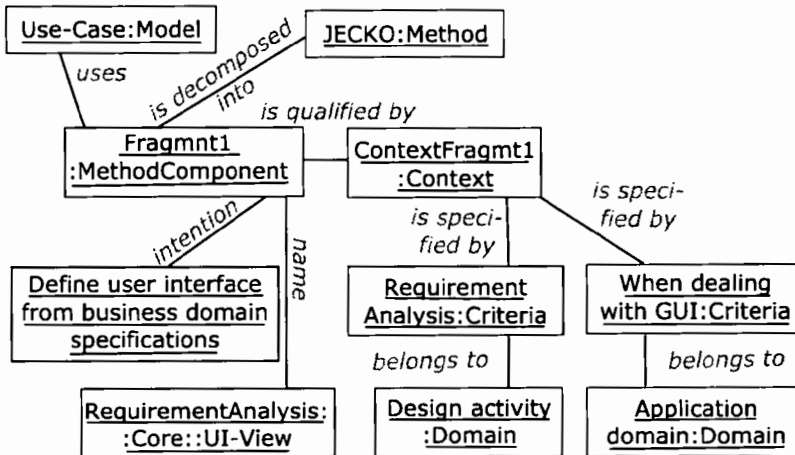 Use-Case:Model
JECKO:Method
uses
is decomposed
into
is qualified by
Fragmnt1
:MethodComponent
ContextFragmt1
:Context
is speci-
fied by
is speci-
fied by
intention
name
Define user interface
from business domain
specifications
Requirement
Analysis:Criteria
When dealing
with GUI:Criteria
belongs to
belongs to
RequirementAnalysis:
:Core::UI-View
Design activity
:Domain
Application
domain:Domain